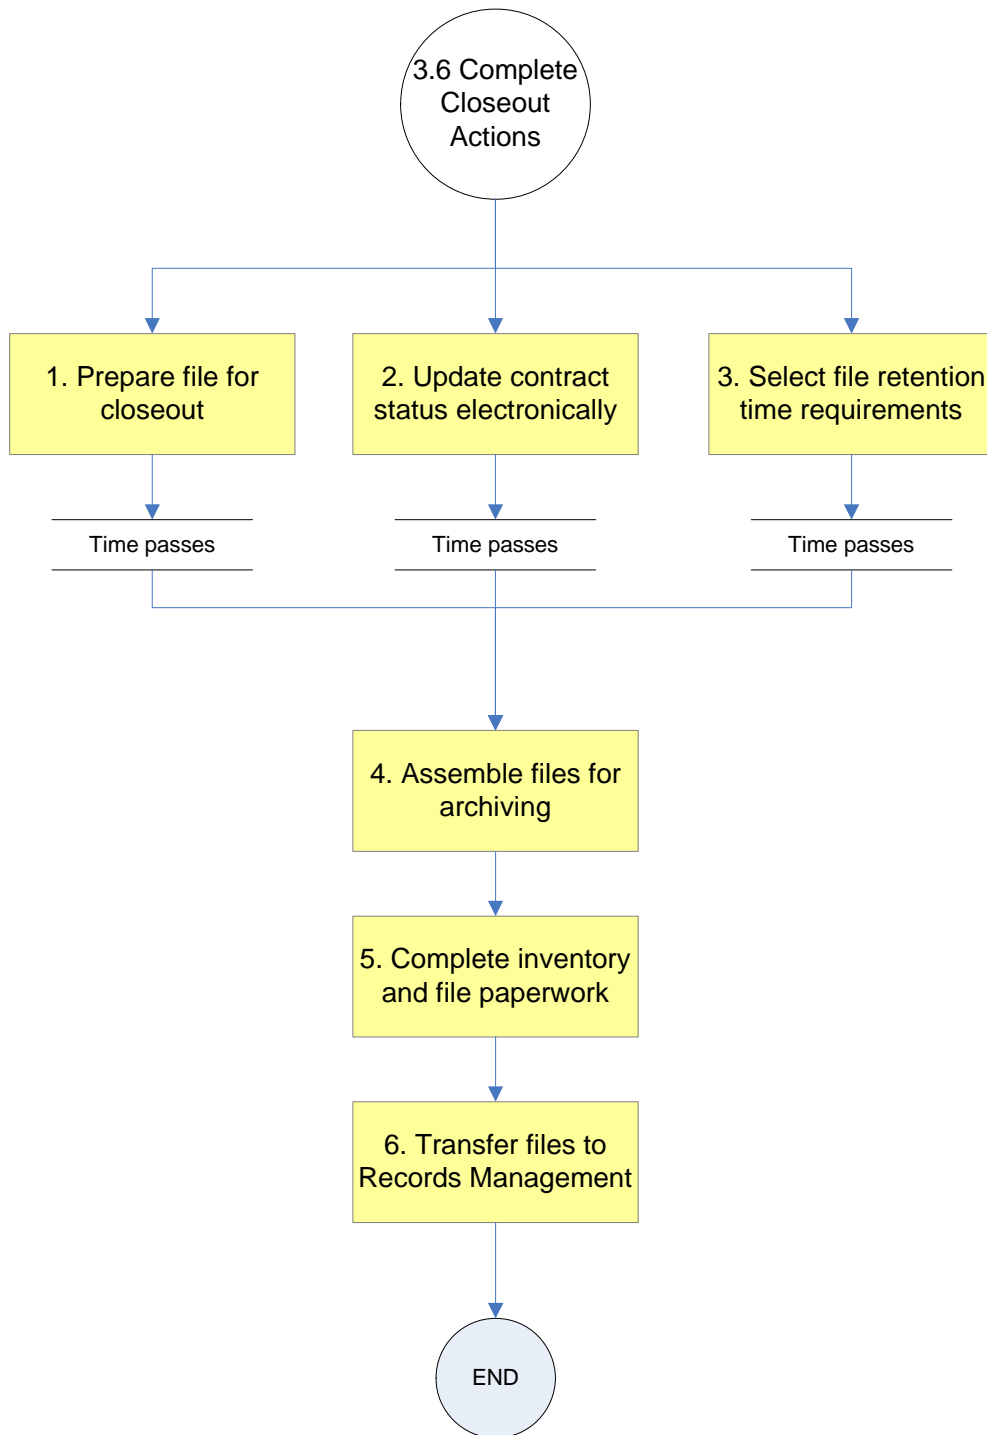 3.6 Complete
Closeout
Actions
1. Prepare file for
closeout
2. Update contract
status electronically
3. Select file retention
time requirements
Time passes
Time passes
Time passes
4. Assemble files for
archiving
5. Complete inventory
and file paperwork
6. Transfer files to
Records Management
END